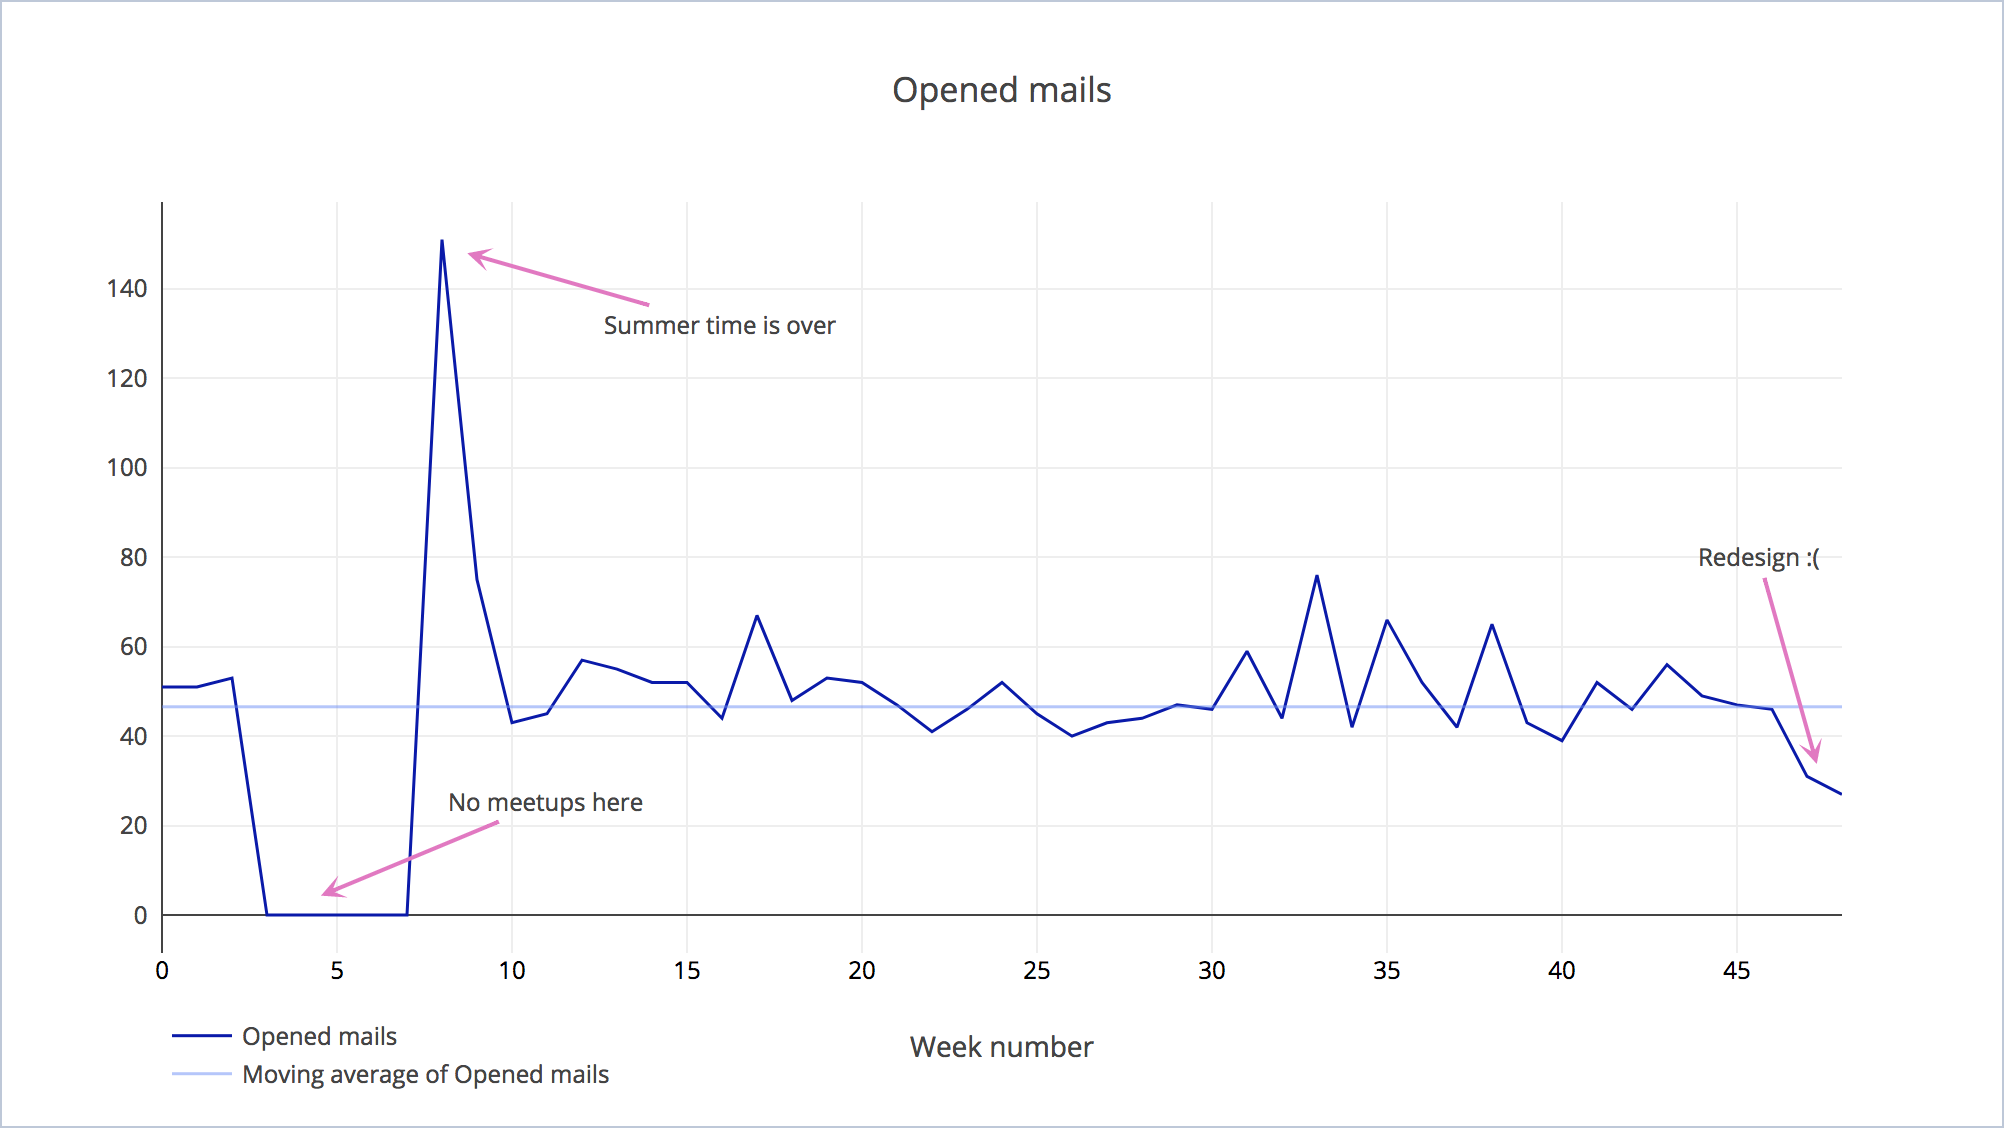 Opened mails
140
120
100
80
60
40
20
0
Summer time is over
Redesign :(
No meetups here
0 5 10 15 20 25 30 35 40 45
Week number
Opened mails
Moving average of Opened mails